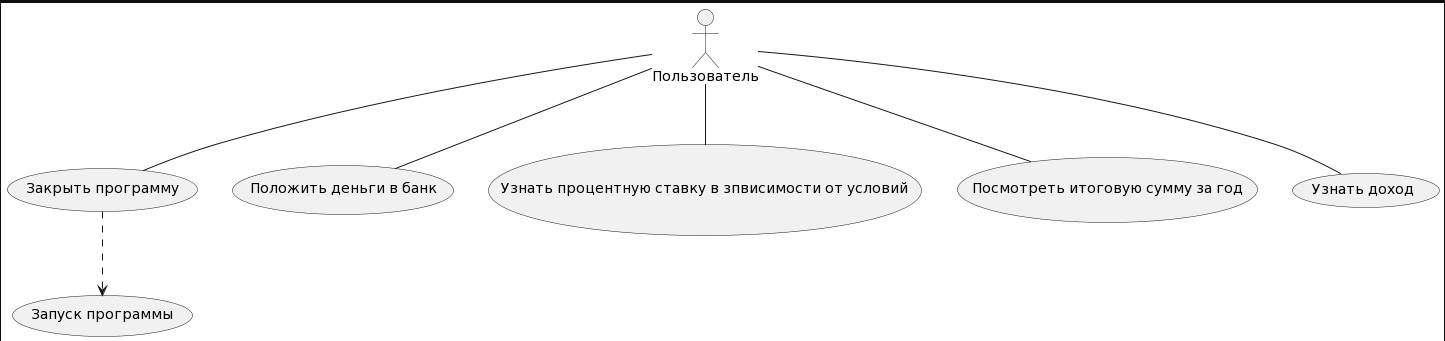 Пользователь
Закрыть программу
Положить деньги в банк
Узнать процентную ставку в зпвисимости от условий
Посмотреть итоговую сумму за год
Узнать доход
Запуск программы